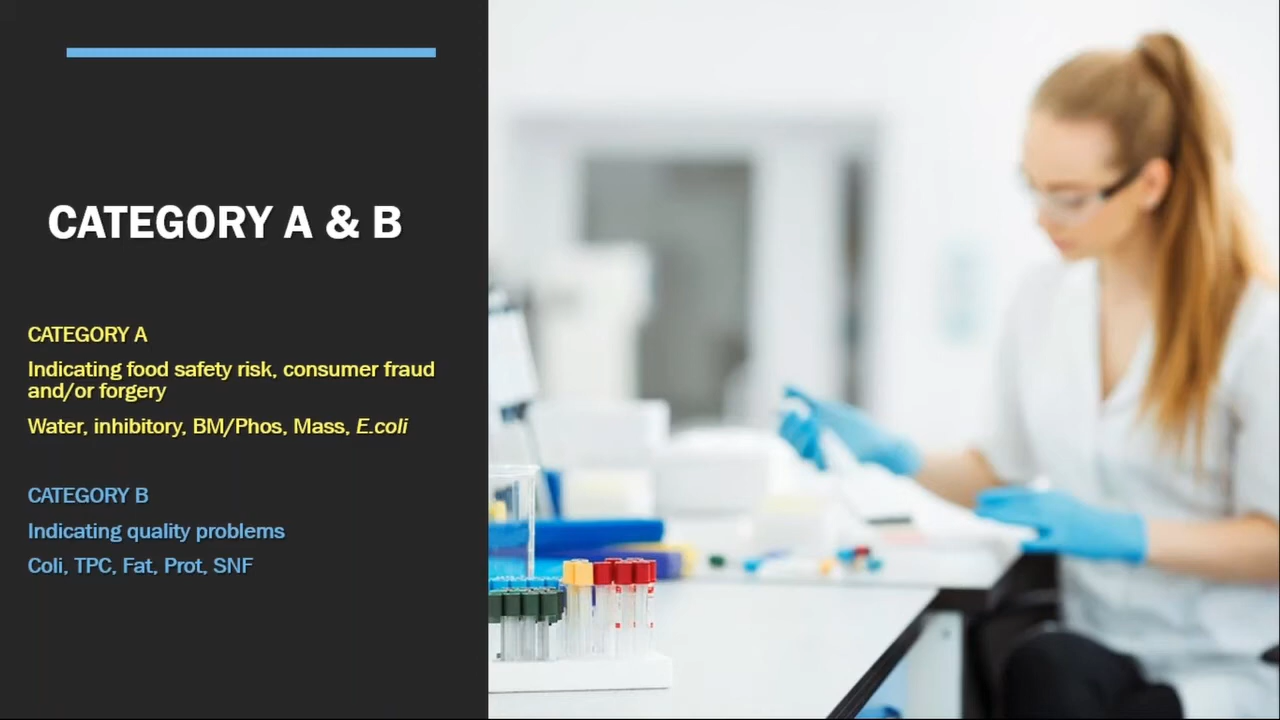 CATEGORY A & B
CATEGORY A
Indicating food safety risk, consumer fraud
and/or forgery
Water, inhibitory, BM/Phos, Mass, E.coli
CATEGORY B
Indicating quality problems
Coli, TPC, Fat, Prot, SNF